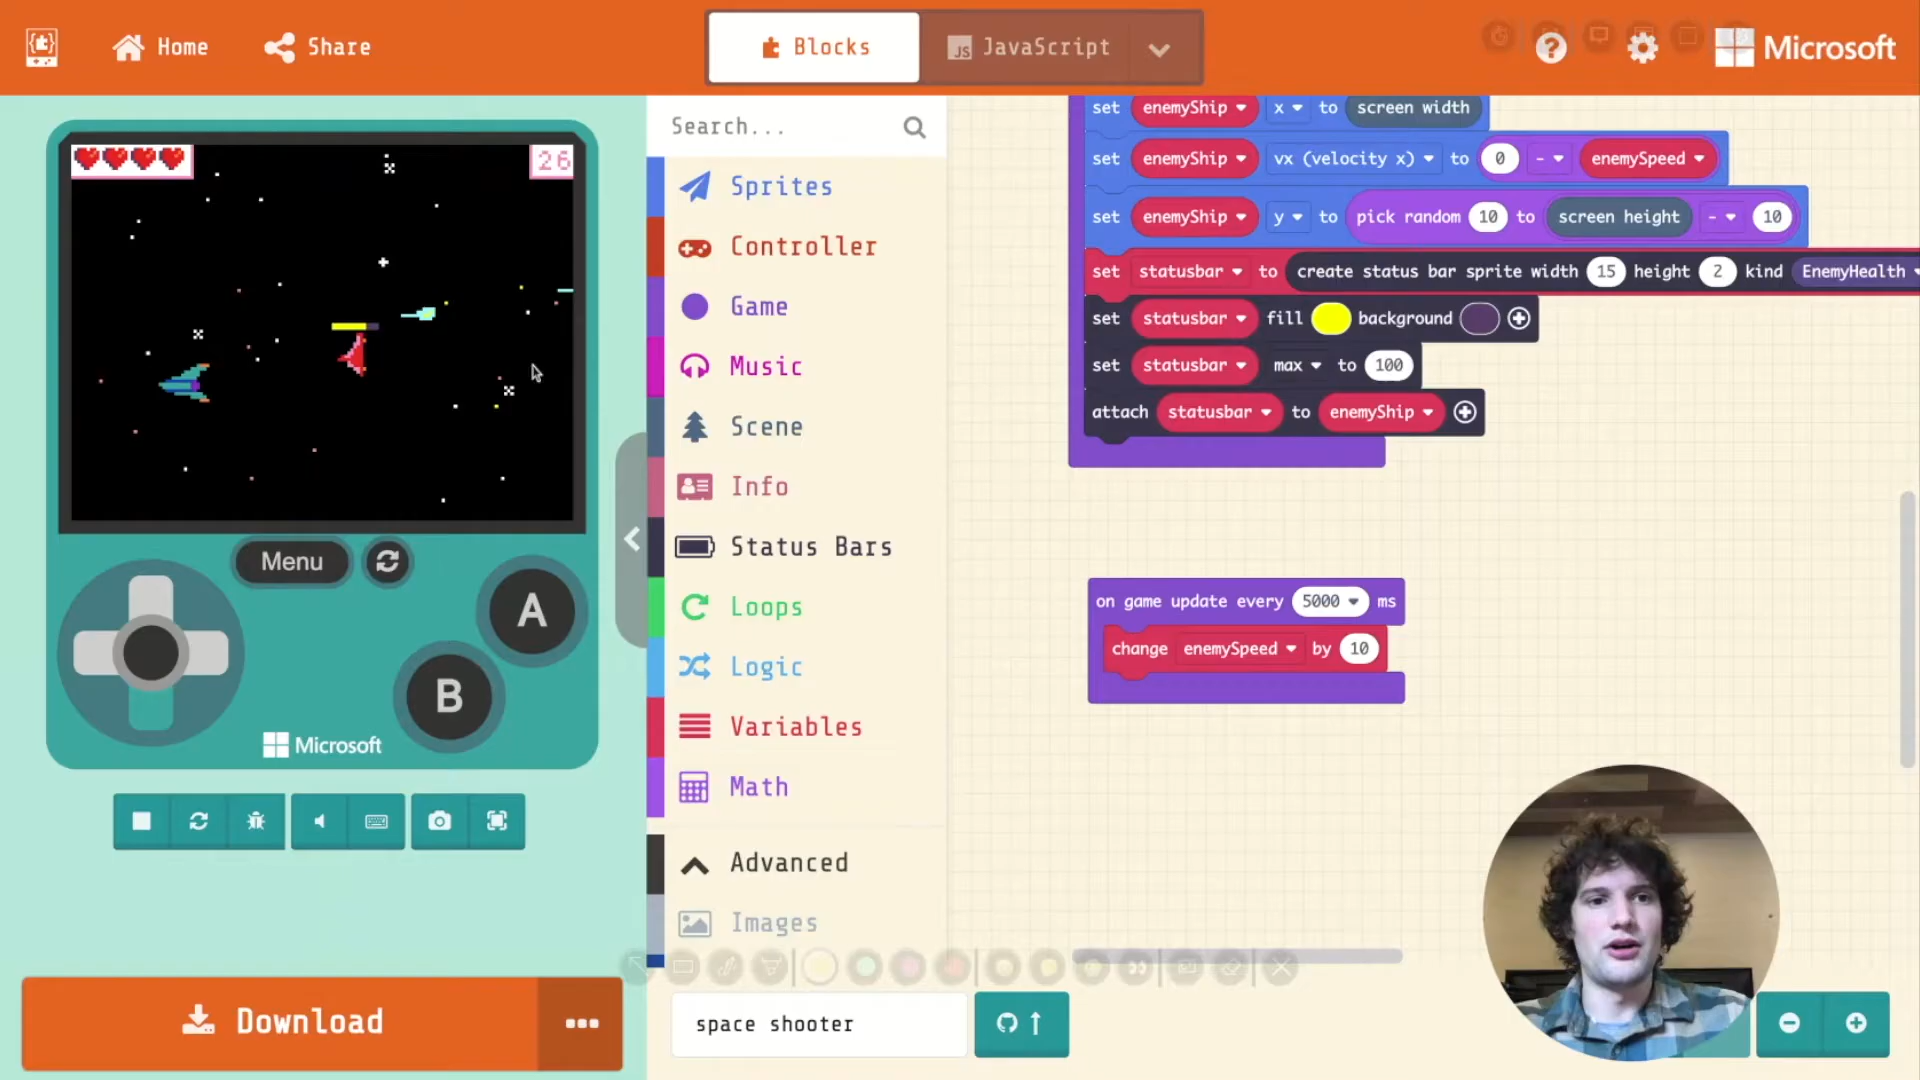 Home
Share
Blocks
JavaScript
Microsoft
26
Menu
A
B
Microsoft
Download
Search...
Sprites
Controller
Game
Music
Scene
Info
Status Bars
Loops
Logic
Variables
Math
Advanced
Images
set enemyShip x to screen width
set enemyShip vx (velocity x) to 0 - enemySpeed
set enemyShip y to pick random 10 to screen height - 10
set statusbar to create status bar sprite width 15 height 2 kind EnemyHealth
set statusbar fill background
set statusbar max to 100
attach statusbar to enemyShip
on game update every 5000 ms
change enemySpeed by 10
space shooter